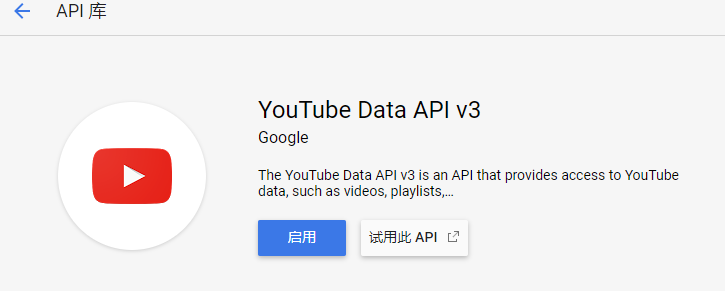 API 库
YouTube Data API v3
Google
The YouTube Data API v3 is an API that provides access to YouTube
data, such as videos, playlists,...
启用
试用此 API